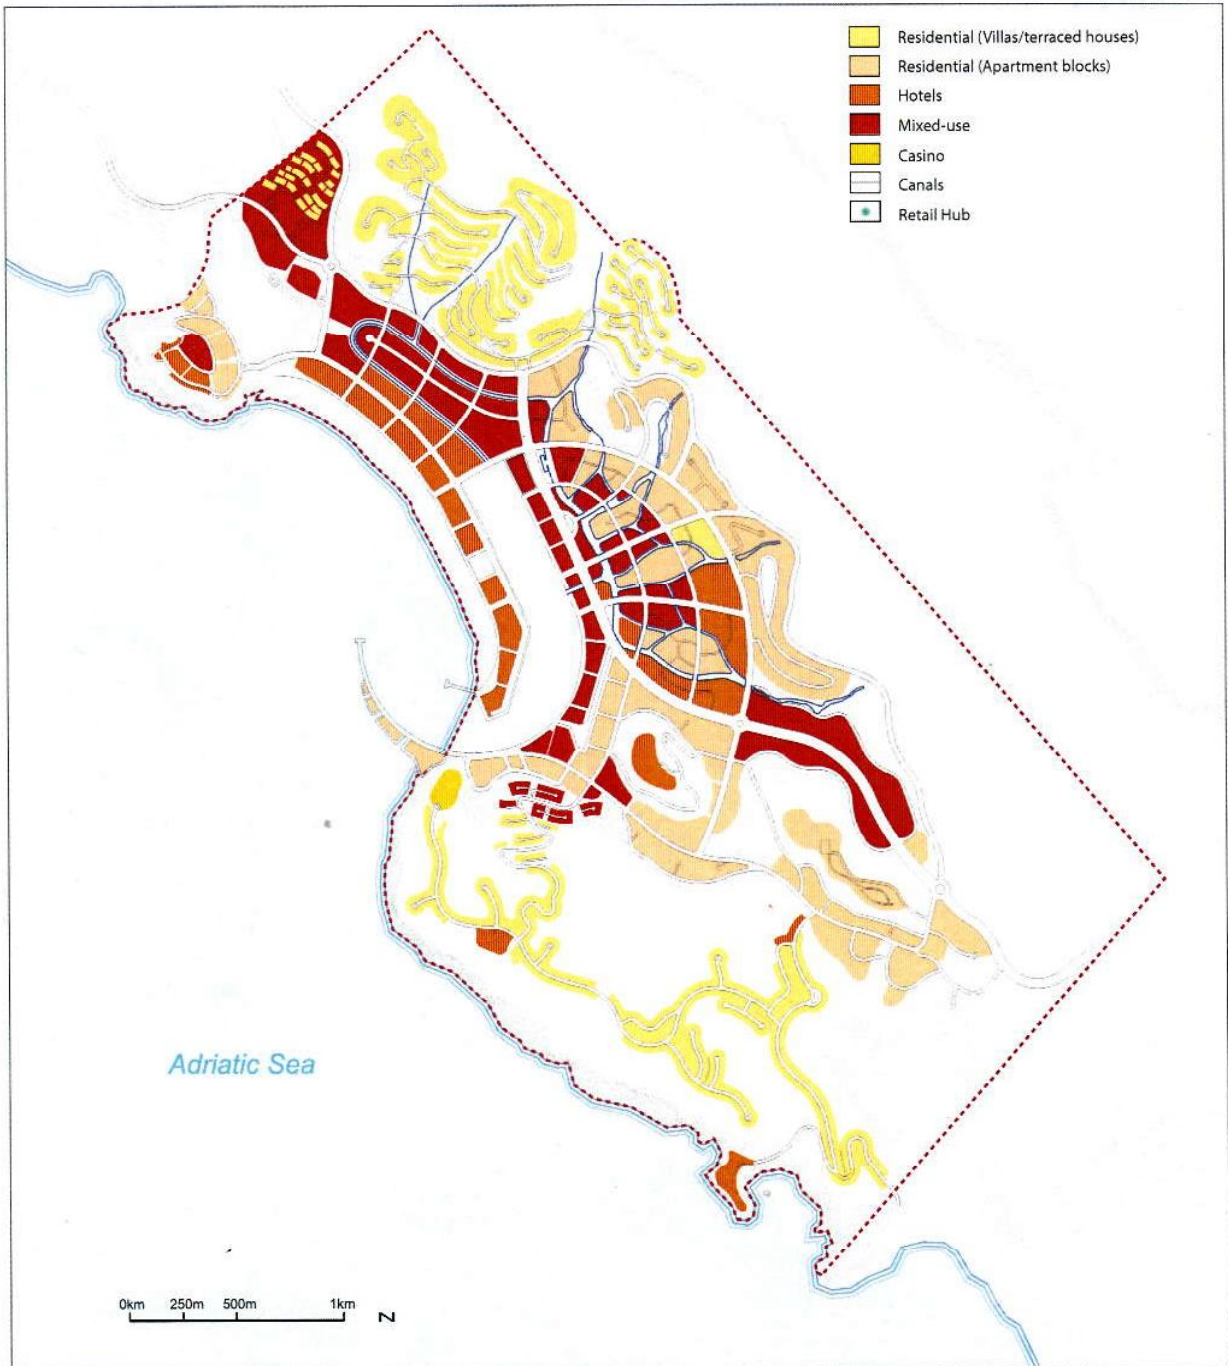 Residential (Villas/terraced houses)
Residential (Apartment blocks)
Hotels
Mixed-use
Casino
Canals
Retail Hub
Adriatic Sea
0km 250m 500m 1km
N